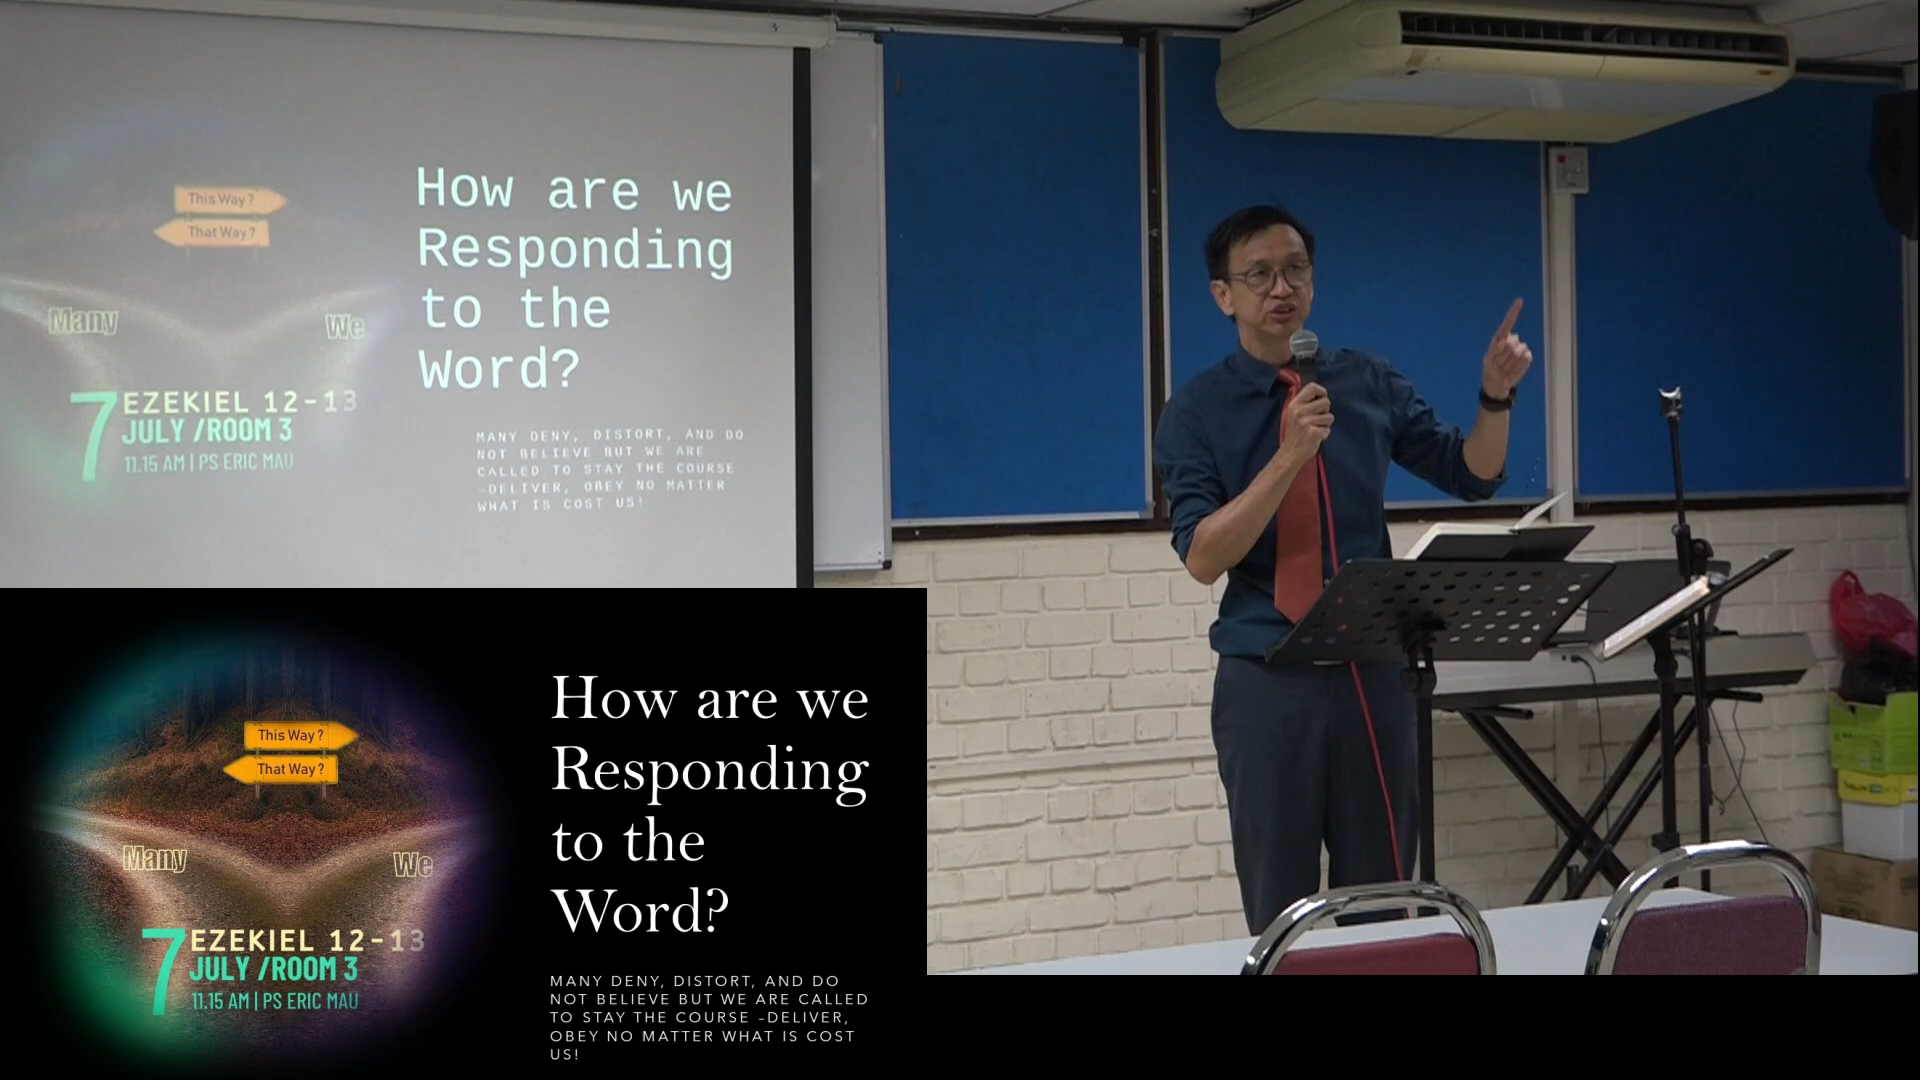 This Way?
That Way?
Many
We
7
EZEKIEL 12-13
JULY /ROOM 3
11.15 AM | PS ERIC MAU
How are we
Responding
to the
Word?
MANY DENY, DISTORT, AND DO
NOT BELIEVE BUT WE ARE
CALLED TO STAY THE COURSE
-DELIVER, OBEY NO MATTER
WHAT IS COST US!
This Way?
That Way?
Many
We
7
EZEKIEL 12-13
JULY /ROOM 3
11.15 AM | PS ERIC MAU
How are we
Responding
to the
Word?
MANY DENY, DISTORT, AND DO
NOT BELIEVE BUT WE ARE CALLED
TO STAY THE COURSE -DELIVER,
OBEY NO MATTER WHAT IS COST
US!